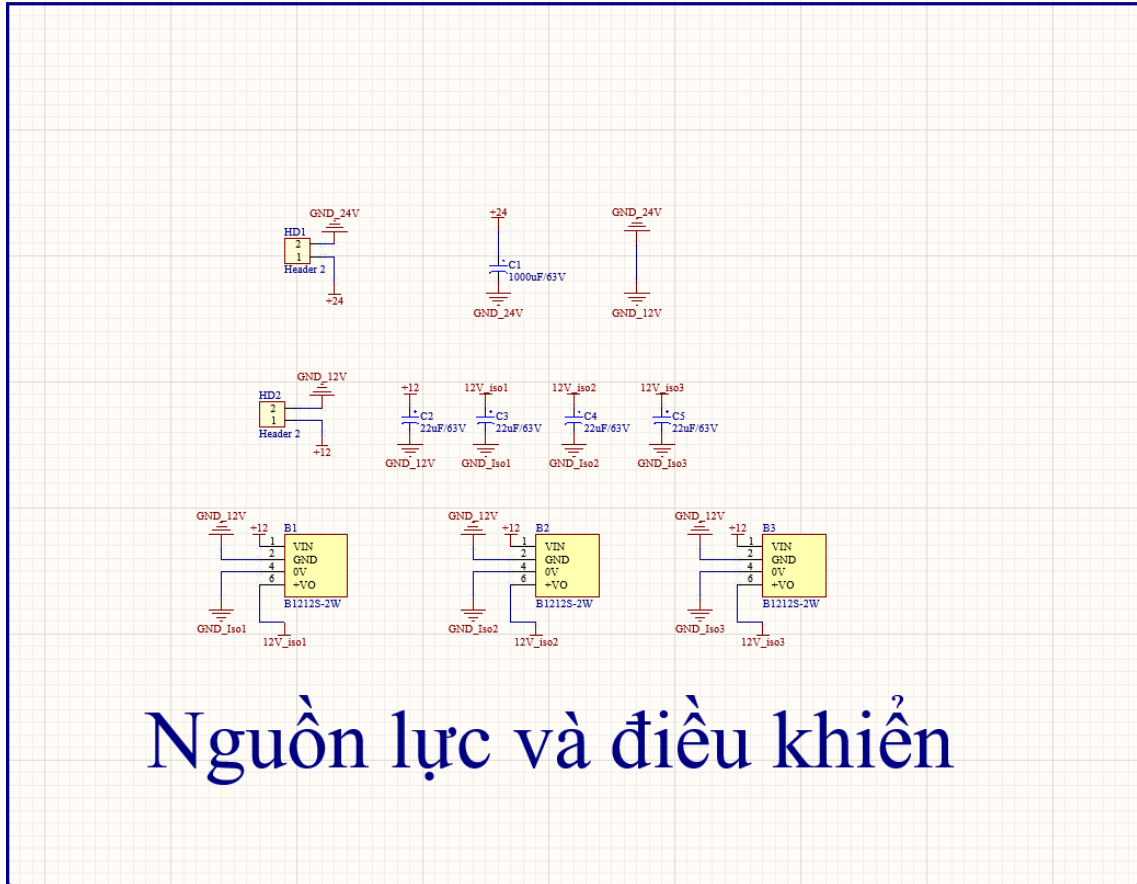 GND_24V
HD1
2
1
Header 2
+24
+24
C1
1000uF/63V
GND_24V
GND_24V
GND_12V
GND_12V
HD2
2
1
Header 2
+12
+12
C2
22uF/63V
GND_12V
12V_iso1
C3
22uF/63V
GND_Iso1
12V_iso2
C4
22uF/63V
GND_Iso2
12V_iso3
C5
22uF/63V
GND_Iso3
GND_12V
+12
B1
1 VIN
2 GND
4 0V
6 +VO
B1212S-2W
GND_Iso1
12V_iso1
GND_12V
+12
B2
1 VIN
2 GND
4 0V
6 +VO
B1212S-2W
GND_Iso2
12V_iso2
GND_12V
+12
B3
1 VIN
2 GND
4 0V
6 +VO
B1212S-2W
GND_Iso3
12V_iso3
Nguồn lực và điều khiển